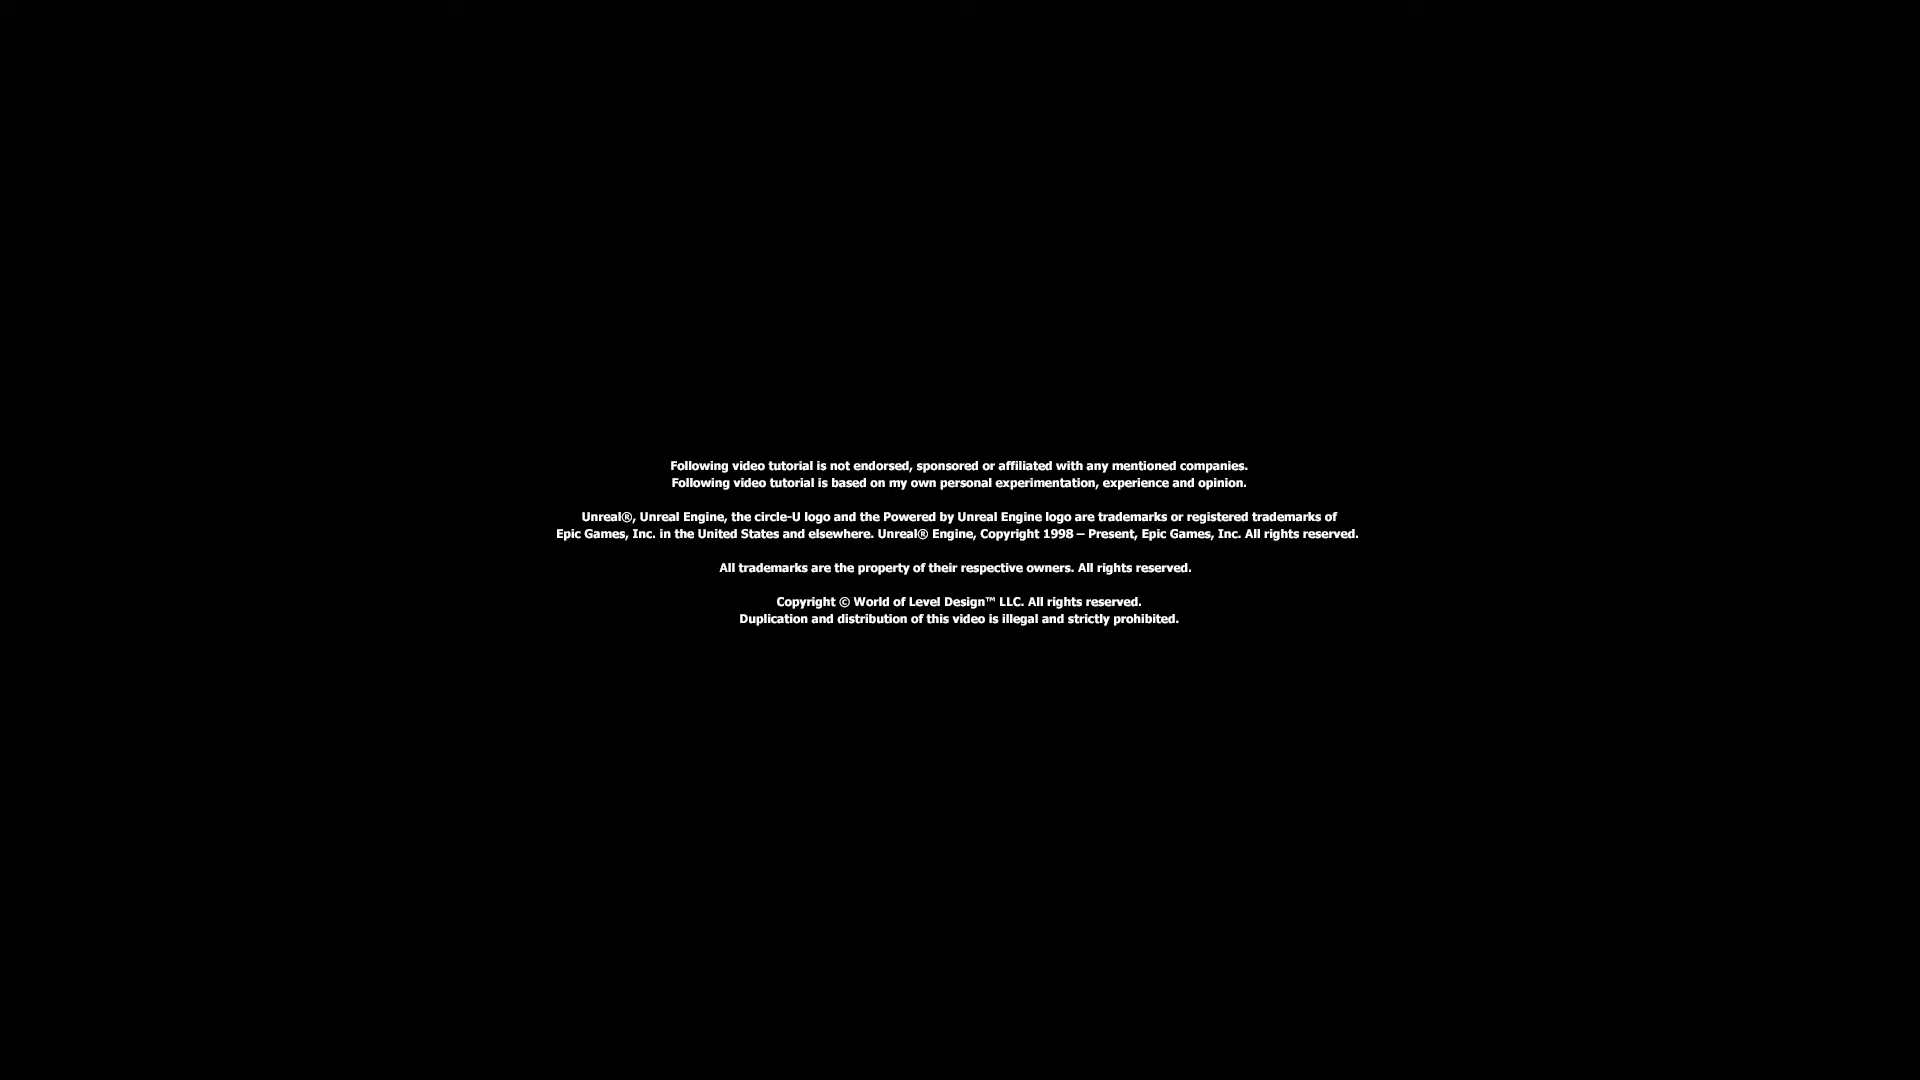 Following video tutorial is not endorsed, sponsored or affiliated with any mentioned companies.
Following video tutorial is based on my own personal experimentation, experience and opinion.
Unreal®, Unreal Engine, the circle-U logo and the Powered by Unreal Engine logo are trademarks or registered trademarks of
Epic Games, Inc. in the United States and elsewhere. Unreal® Engine, Copyright 1998 – Present, Epic Games, Inc. All rights reserved.
All trademarks are the property of their respective owners. All rights reserved.
Copyright © World of Level Design™ LLC. All rights reserved.
Duplication and distribution of this video is illegal and strictly prohibited.